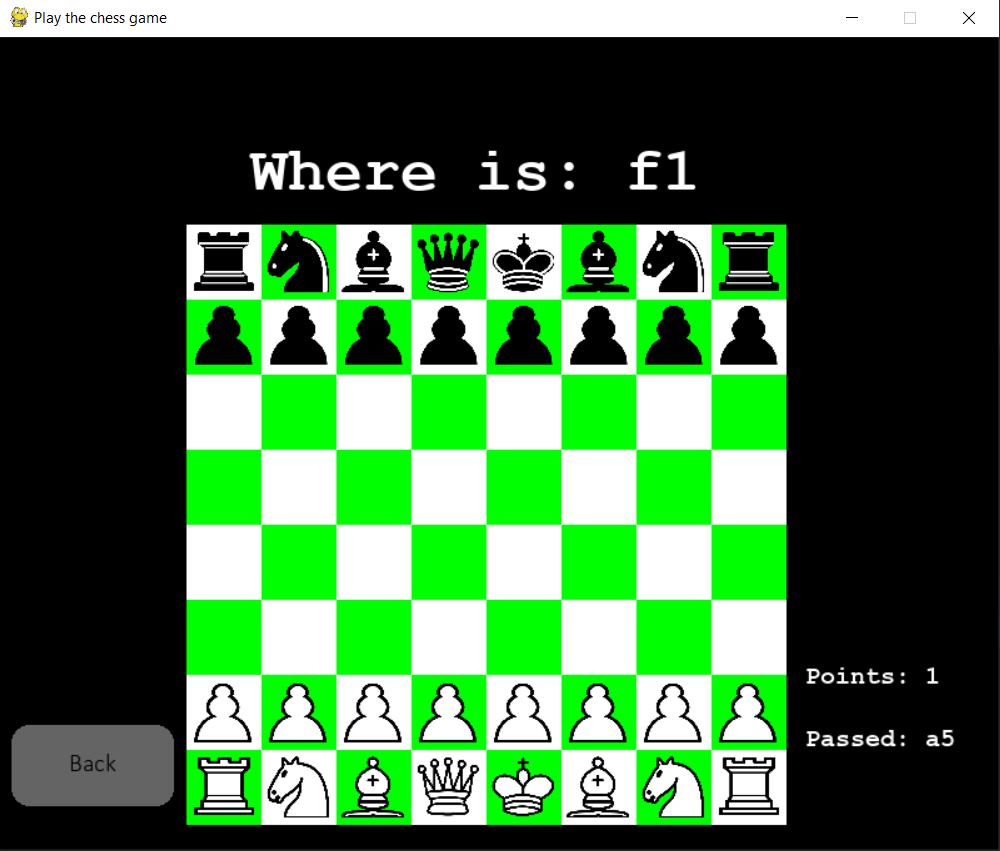 Play the chess game
Where is: f1
Points: 1
Passed: a5
Back